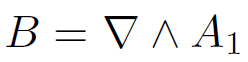 B = ∇ ∧ A₁